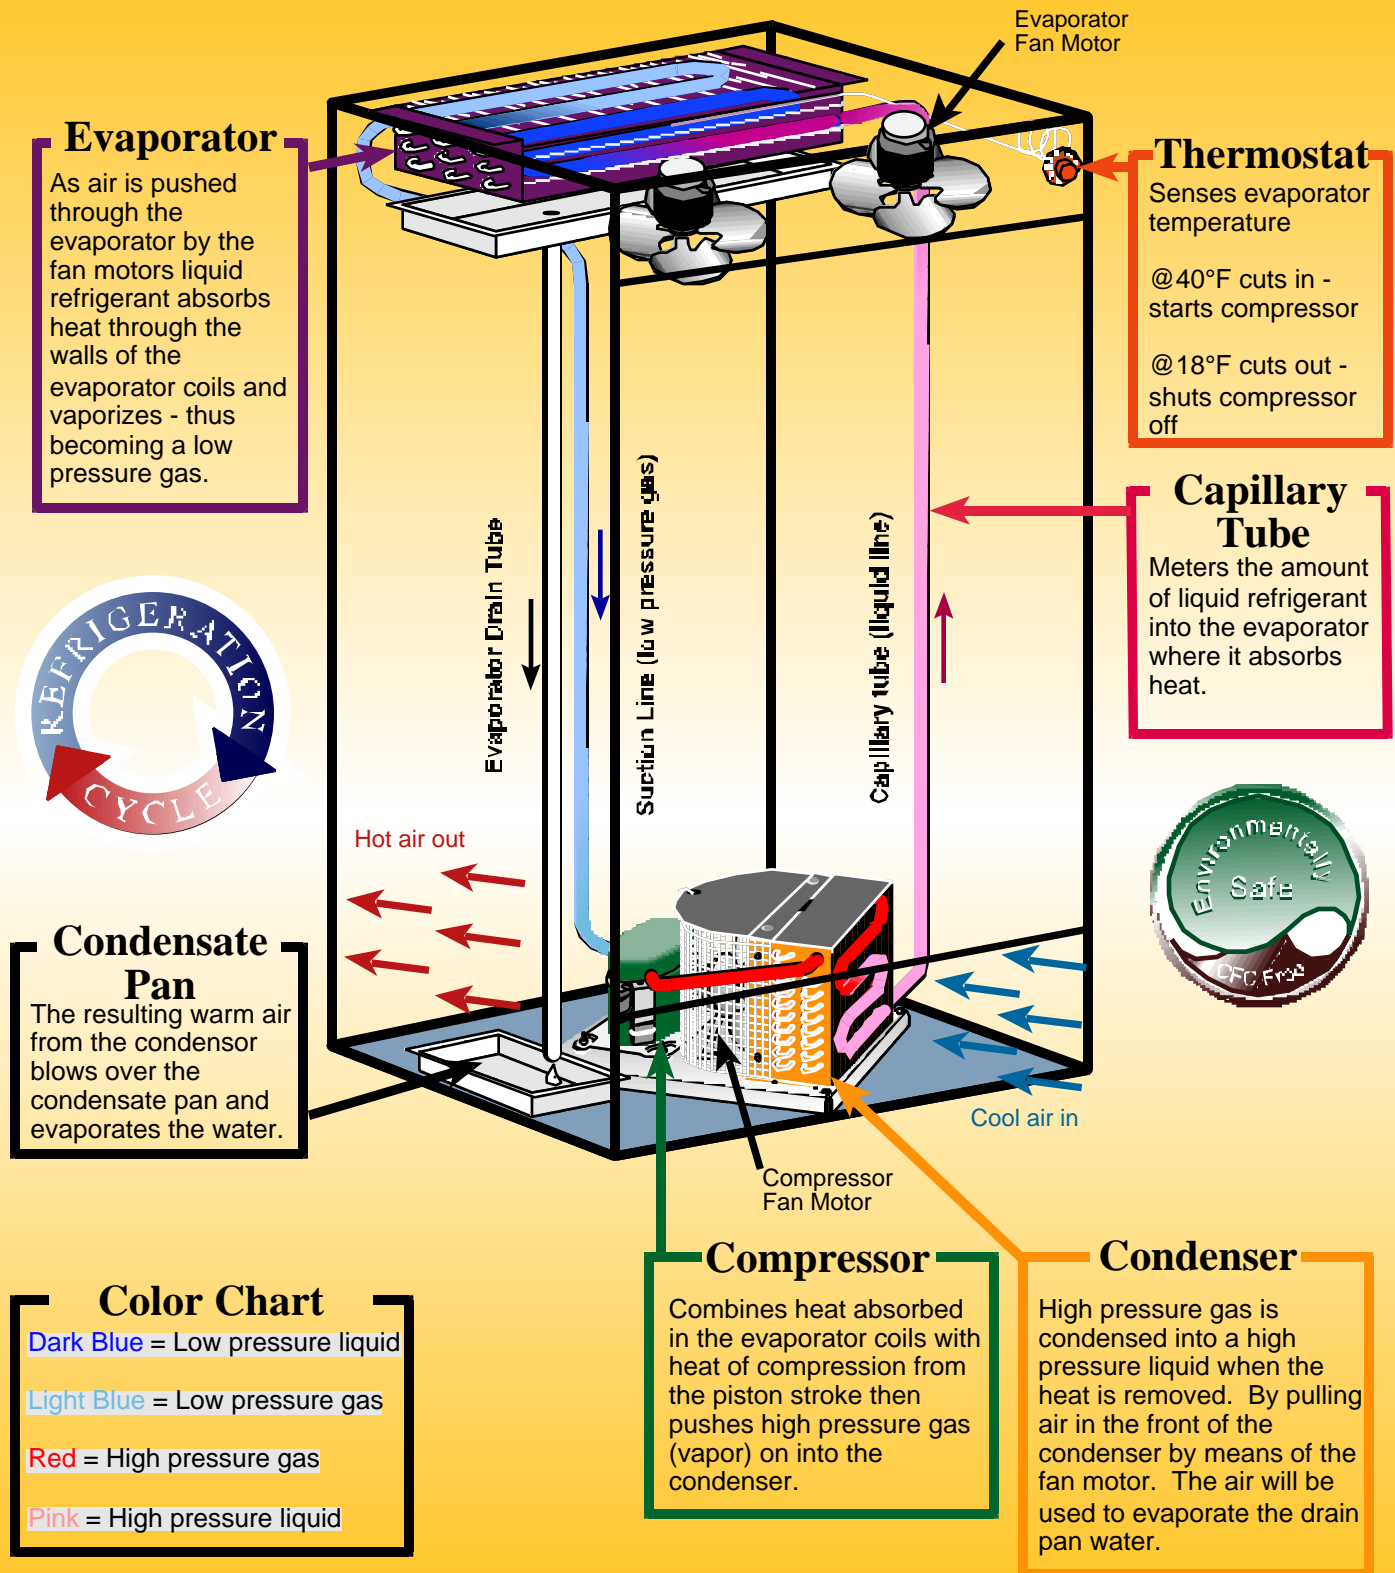 Evaporator
Fan Motor
Evaporator
As air is pushed
through the
evaporator by the
fan motors liquid
refrigerant absorbs
heat through the
walls of the
evaporator coils and
vaporizes - thus
becoming a low
pressure gas.
Thermostat
Senses evaporator
temperature
@40°F cuts in -
starts compressor
@18°F cuts out -
shuts compressor
off
Capillary
Tube
Meters the amount
of liquid refrigerant
into the evaporator
where it absorbs
heat.
Evaporator Drain Tube
Suction Line (low pressure gas)
Capillary tube (liquid line)
REFRIGERATION
CYCLE
Environmentally
Safe
CFC Free
Hot air out
Condensate
Pan
The resulting warm air
from the condensor
blows over the
condensate pan and
evaporates the water.
Cool air in
Compressor
Fan Motor
Compressor
Combines heat absorbed
in the evaporator coils with
heat of compression from
the piston stroke then
pushes high pressure gas
(vapor) on into the
condenser.
Condenser
High pressure gas is
condensed into a high
pressure liquid when the
heat is removed.  By pulling
air in the front of the
condenser by means of the
fan motor.  The air will be
used to evaporate the drain
pan water.
Color Chart
Dark Blue = Low pressure liquid
Light Blue = Low pressure gas
Red = High pressure gas
Pink = High pressure liquid